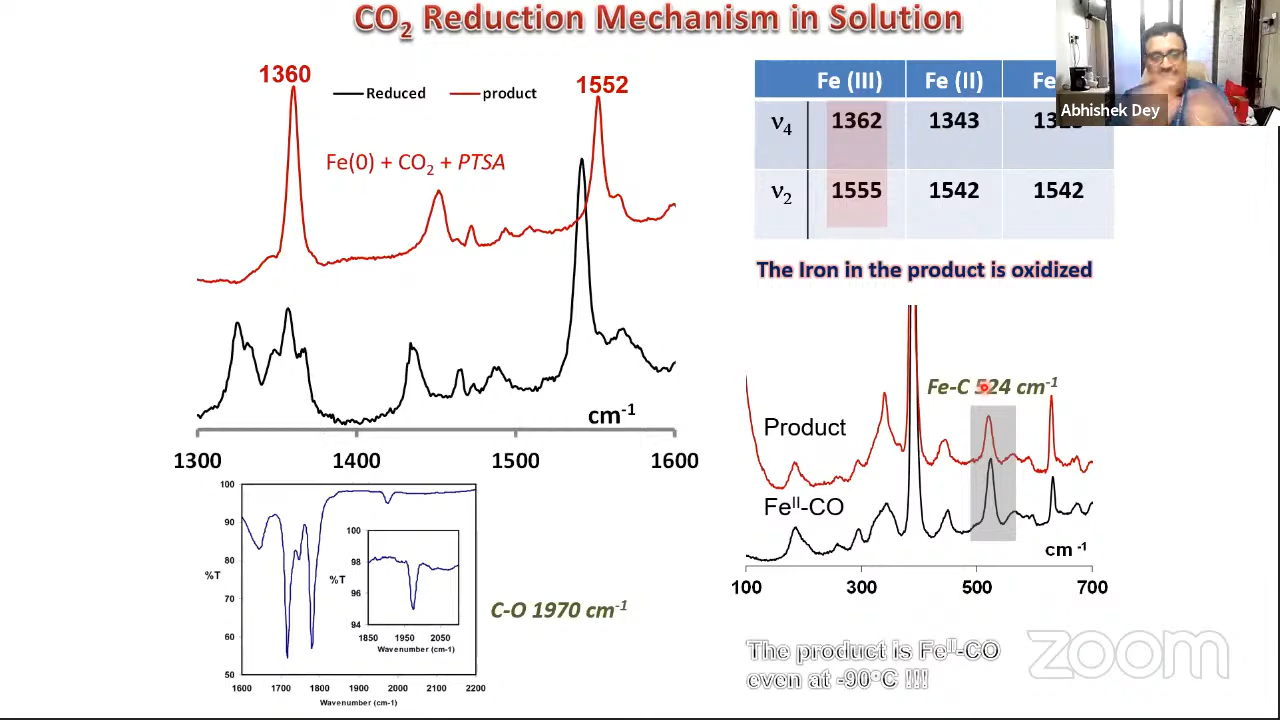 CO2 Reduction Mechanism in Solution
1360
1552
Reduced
product
Fe(0) + CO2 + PTSA
cm-1
1300 1400 1500 1600
Fe (III) Fe (II) Fe
ν4 1362 1343
ν2 1555 1542 1542
Abhishek Dey
The Iron in the product is oxidized
Fe-C 524 cm-1
Product
FeII-CO
cm -1
100 300 500 700
100
90
80
%T
70
60
50
1600 1700 1800 1900 2000 2100 2200
Wavenumber (cm-1)
100
98
%T
96
94
1850 1950 2050
Wavenumber (cm-1)
C-O 1970 cm-1
The product is FeII-CO
even at -90°C !!!
zoom